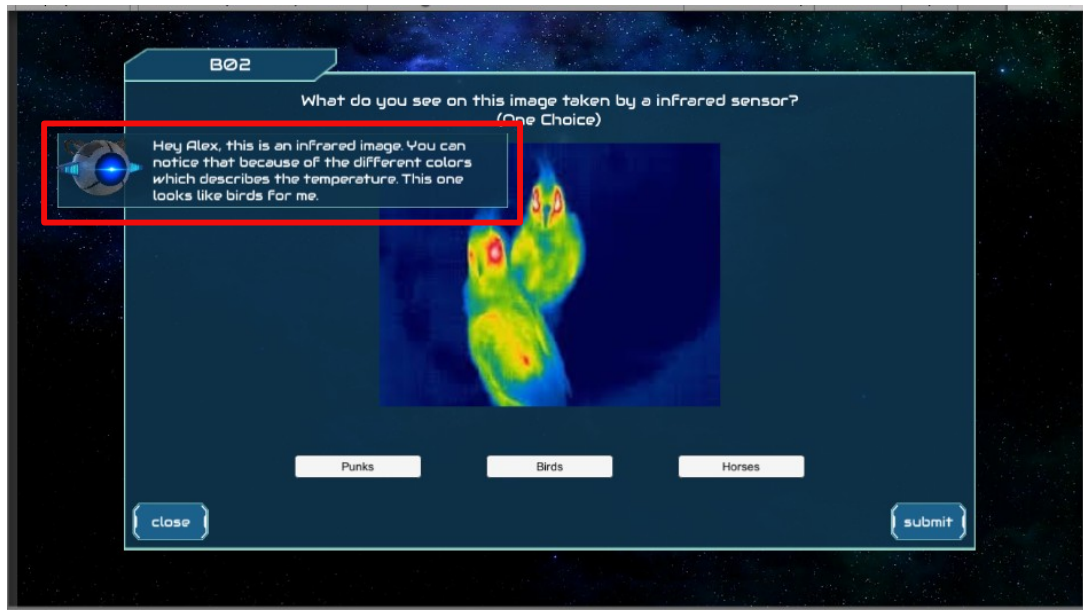 B02
What do you see on this image taken by a infrared sensor?
(One Choice)
Hey Alex, this is an infrared image. You can
notice that because of the different colors
which describes the temperature. This one
looks like birds for me.
Punks
Birds
Horses
close
submit